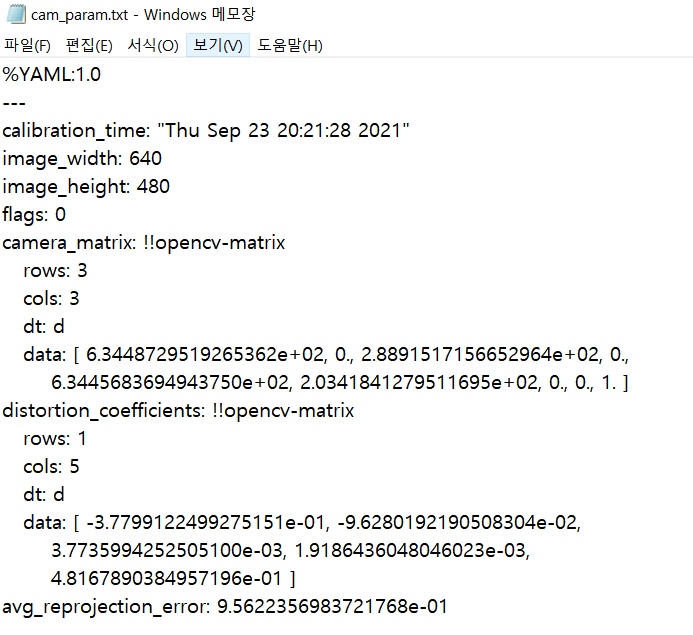 cam_param.txt - Windows 메모장
파일(F) 편집(E) 서식(O) 보기(V) 도움말(H)
%YAML:1.0
---
calibration_time: "Thu Sep 23 20:21:28 2021"
image_width: 640
image_height: 480
flags: 0
camera_matrix: !!opencv-matrix
rows: 3
cols: 3
dt: d
data: [ 6.3448729519265362e+02, 0., 2.8891517156652964e+02, 0.,
6.3445683694943750e+02, 2.0341841279511695e+02, 0., 0., 1. ]
distortion_coefficients: !!opencv-matrix
rows: 1
cols: 5
dt: d
data: [ -3.7799122499275151e-01, -9.6280192190508304e-02,
3.7735994252505100e-03, 1.9186436048046023e-03,
4.8167890384957196e-01 ]
avg_reprojection_error: 9.5622356983721768e-01